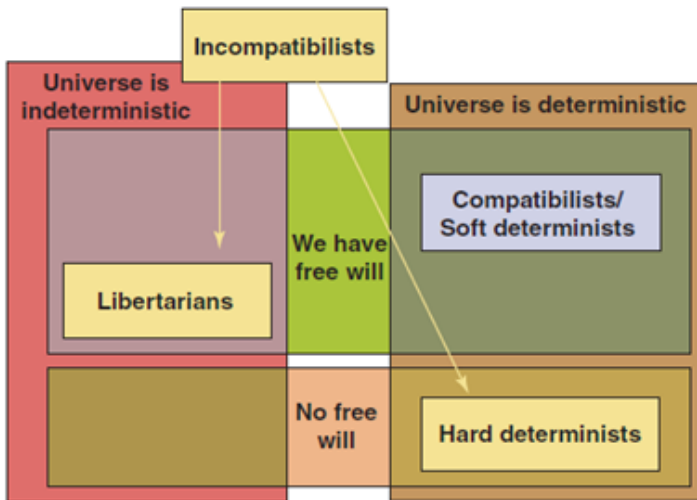 Incompatibilists
Universe is
indeterministic
Universe is deterministic
Compatibilists/
Soft determinists
We have
free will
Libertarians
No free
will
Hard determinists